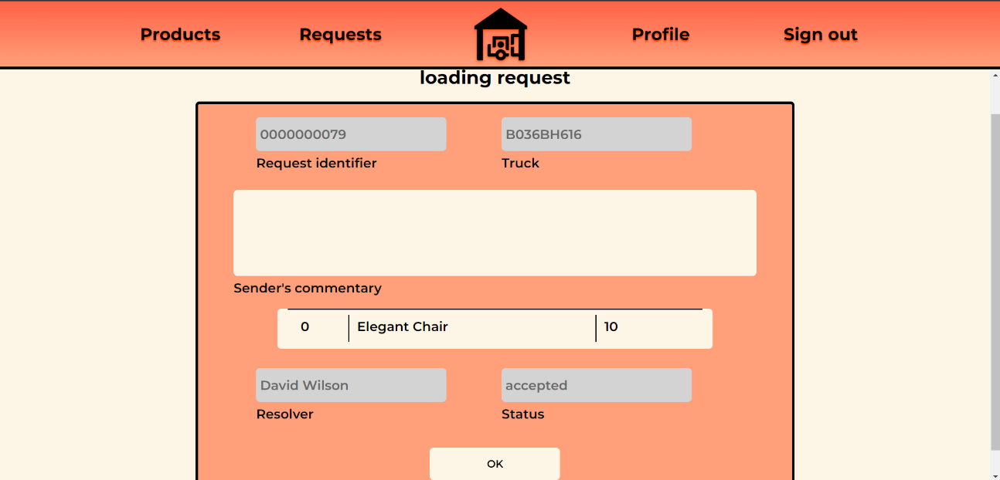 Products Requests Profile Sign out
loading request
0000000079 B036BH616
Request identifier Truck
Sender's commentary
0 Elegant Chair 10
David Wilson accepted
Resolver Status
OK